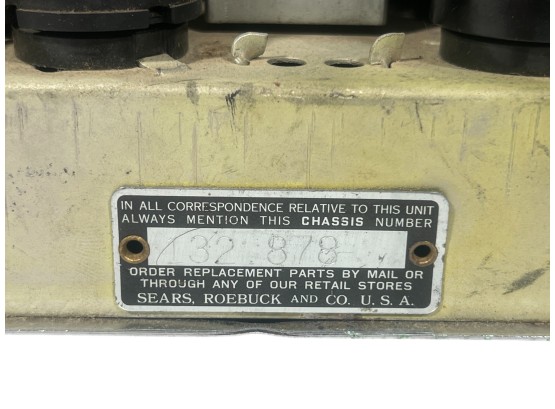 IN ALL CORRESPONDENCE RELATIVE TO THIS UNIT
ALWAYS MENTION THIS CHASSIS NUMBER
132.878
ORDER REPLACEMENT PARTS BY MAIL OR
THROUGH ANY OF OUR RETAIL STORES
SEARS, ROEBUCK AND CO. U. S. A.